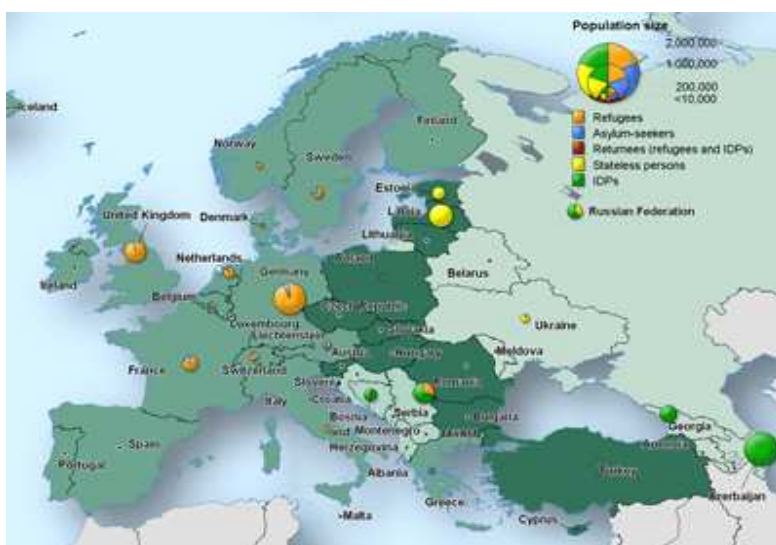 Population size
2,000,000
1,000,000
200,000
<10,000
Refugees
Asylum-seekers
Returnees (refugees and IDPs)
Stateless persons
IDPs
Russian Federation
Iceland
Norway
Sweden
Finland
United Kingdom
Denmark
Ireland
Netherlands
Germany
Belgium
Luxembourg
Liechtenstein
France
Switzerland
Austria
Slovenia
Croatia
Italy
Bosnia
and
Herzegovina
Serbia
Montenegro
Albania
Greece
Malta
Cyprus
Spain
Portugal
Lithuania
Belarus
Ukraine
Moldova
Czech Republic
Slovakia
Hungary
Romania
Bulgaria
Turkey
Georgia
Armenia
Azerbaijan